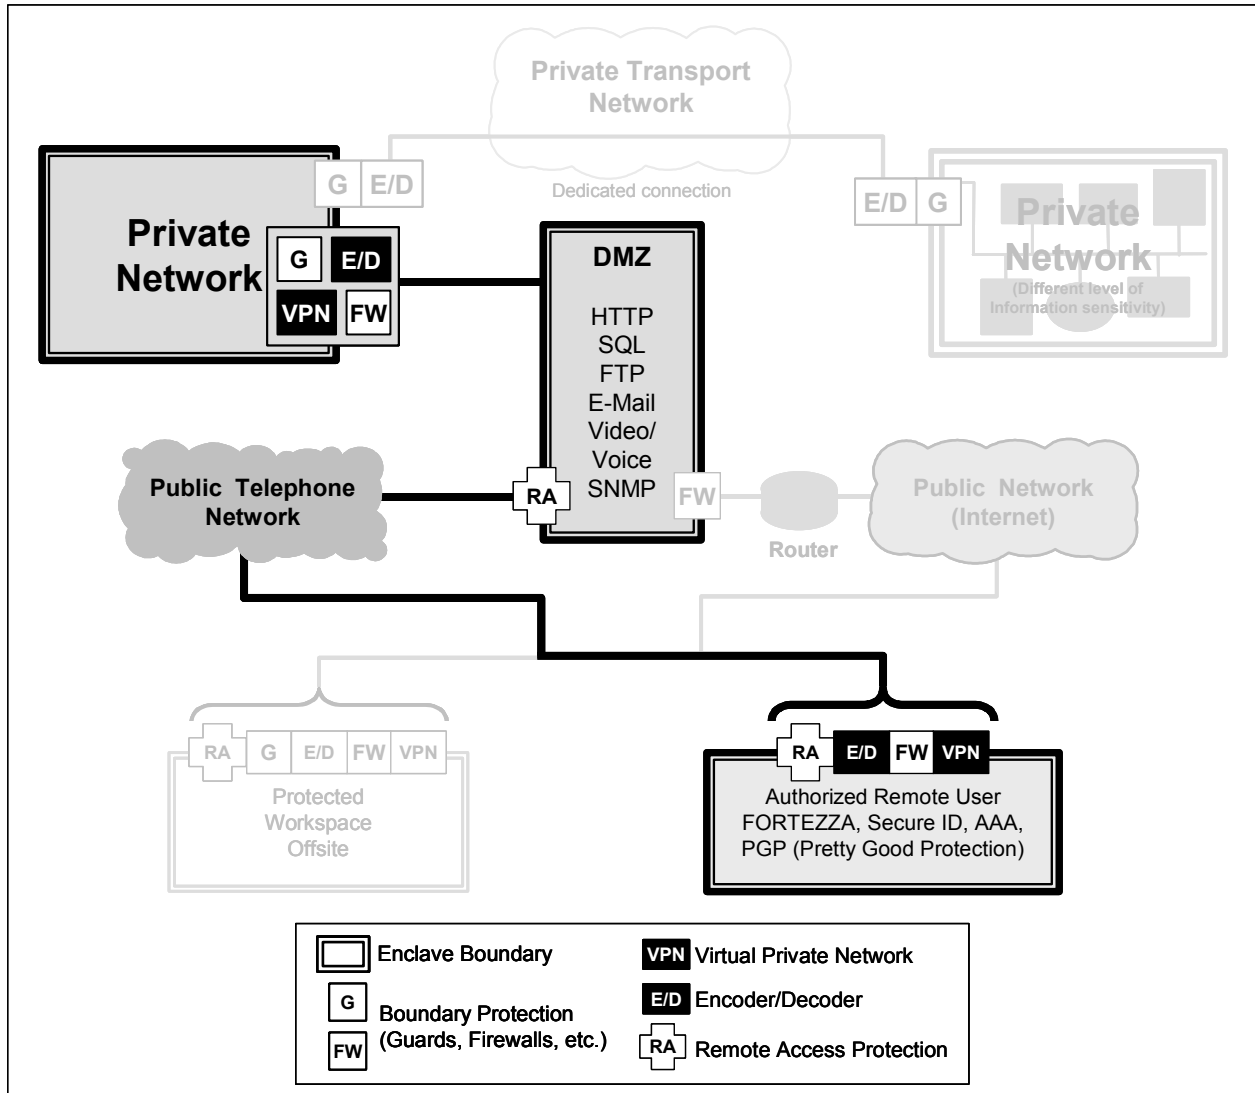 Private Transport
Network
Dedicated connection
G E/D
E/D G
Private
Network
G E/D
VPN FW
Private
Network
(Different level of
Information sensitivity)
DMZ
HTTP
SQL
FTP
E-Mail
Video/
Voice
SNMP
RA
FW
Public Telephone
Network
Router
Public Network
(Internet)
RA G E/D FW VPN
Protected
Workspace
Offsite
RA E/D FW VPN
Authorized Remote User
FORTEZZA, Secure ID, AAA,
PGP (Pretty Good Protection)
Enclave Boundary
G
FW
Boundary Protection
(Guards, Firewalls, etc.)
VPN Virtual Private Network
E/D Encoder/Decoder
RA Remote Access Protection